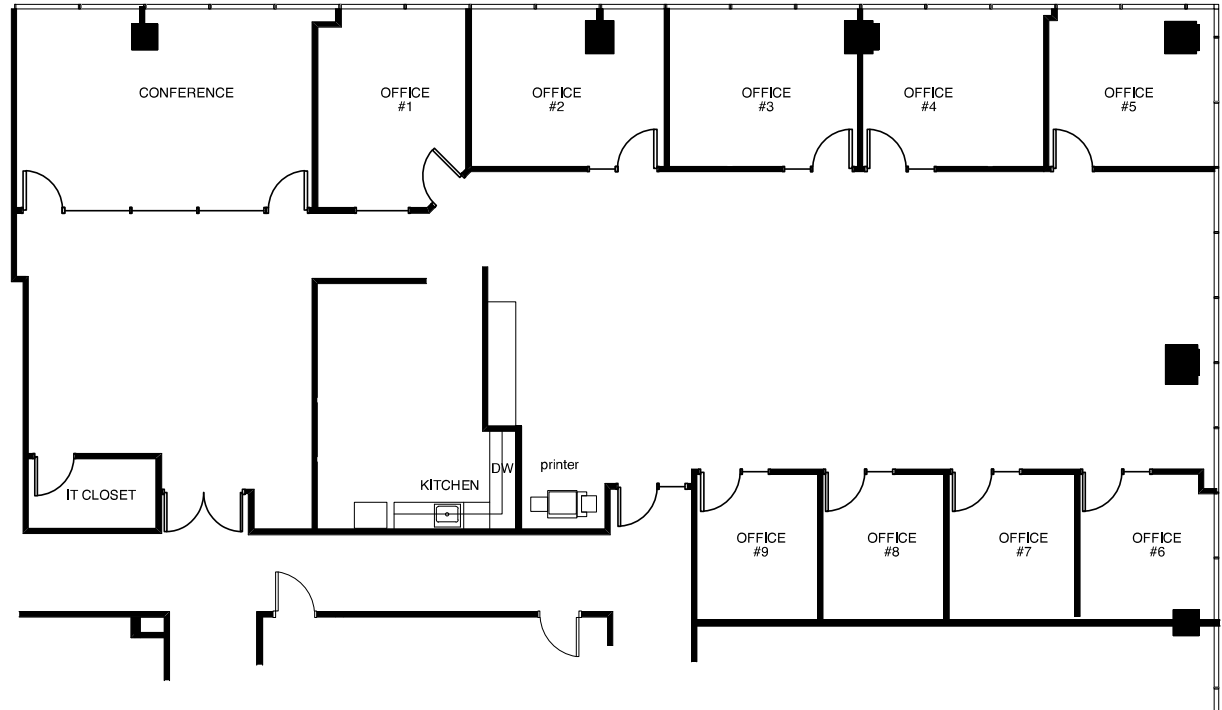 CONFERENCE
OFFICE
#1
OFFICE
#2
OFFICE
#3
OFFICE
#4
OFFICE
#5
IT CLOSET
KITCHEN
DW
printer
OFFICE
#9
OFFICE
#8
OFFICE
#7
OFFICE
#6